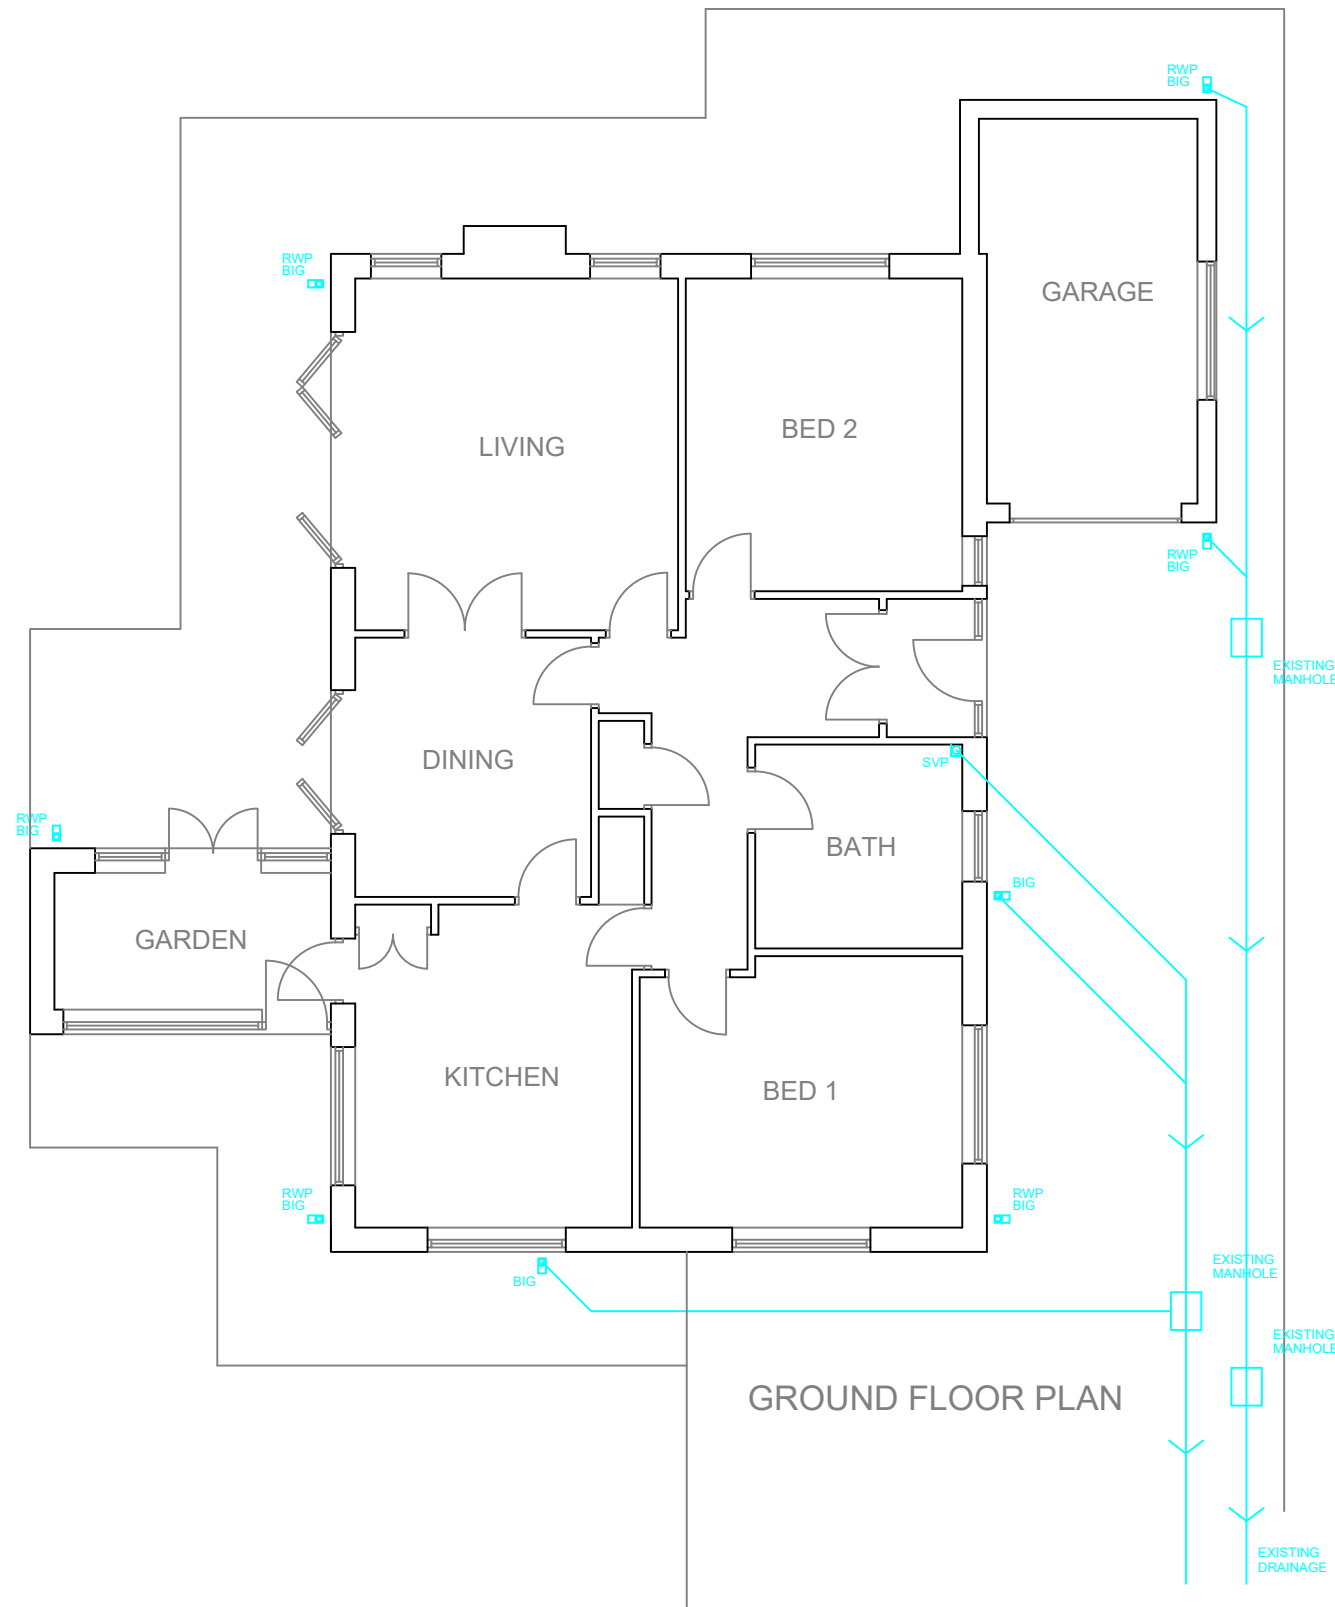 RWP
BIG
RWP
BIG
GARAGE
BED 2
LIVING
RWP
BIG
EXISTING
MANHOLE
DINING
SVP
RWP
BIG
BATH
BIG
GARDEN
KITCHEN
BED 1
RWP
BIG
RWP
BIG
EXISTING
MANHOLE
BIG
EXISTING
MANHOLE
GROUND FLOOR PLAN
EXISTING
DRAINAGE